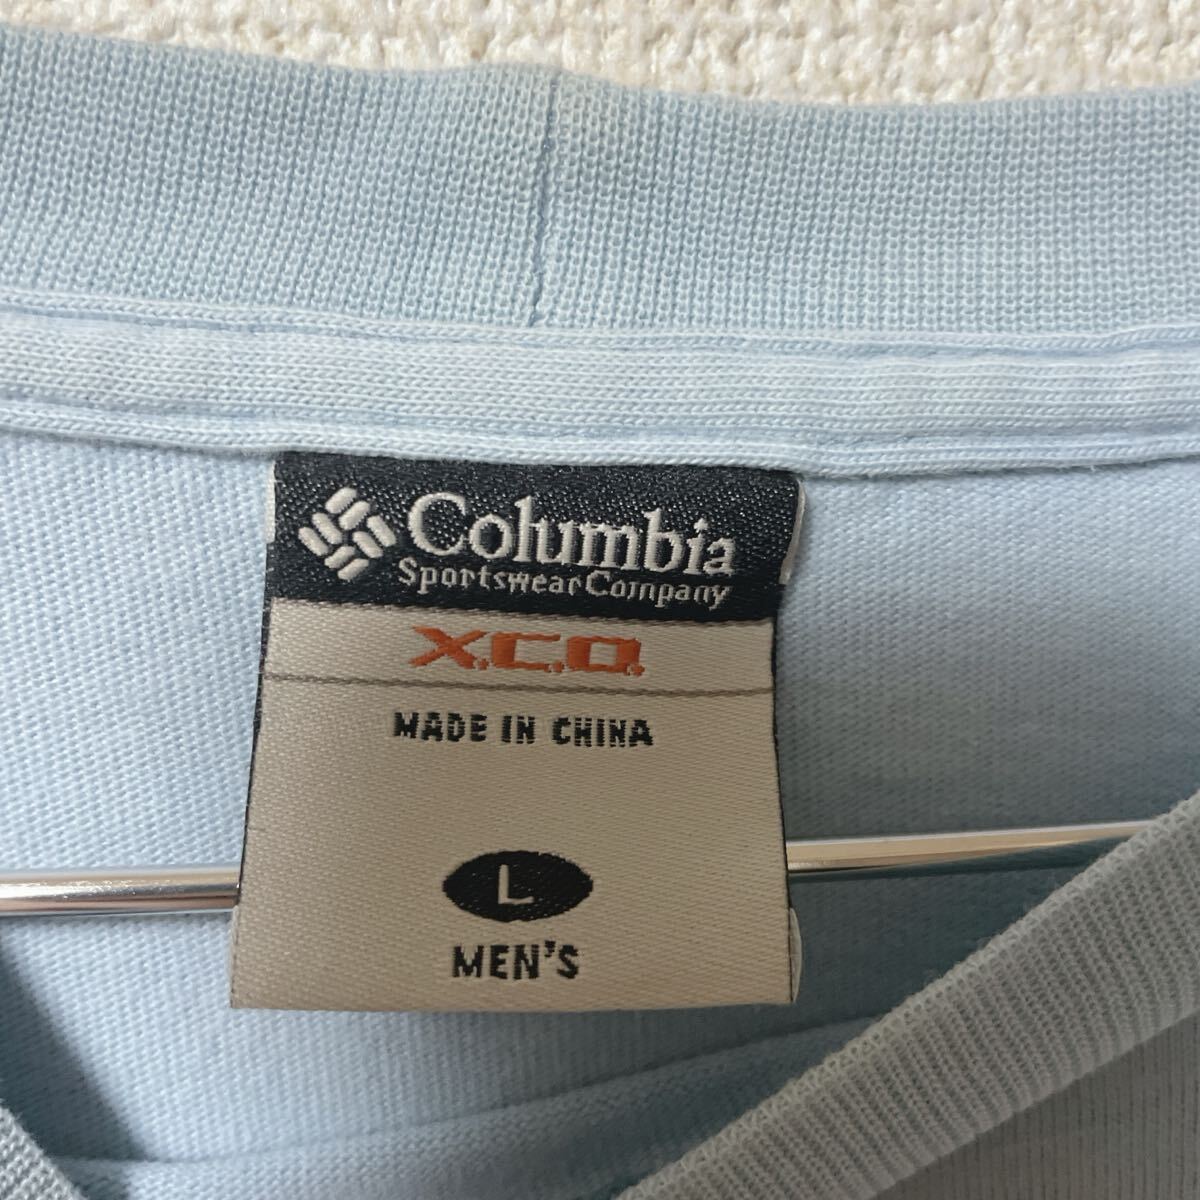 Columbia
Sportswear Company
X.C.O.
MADE IN CHINA
L
MEN'S